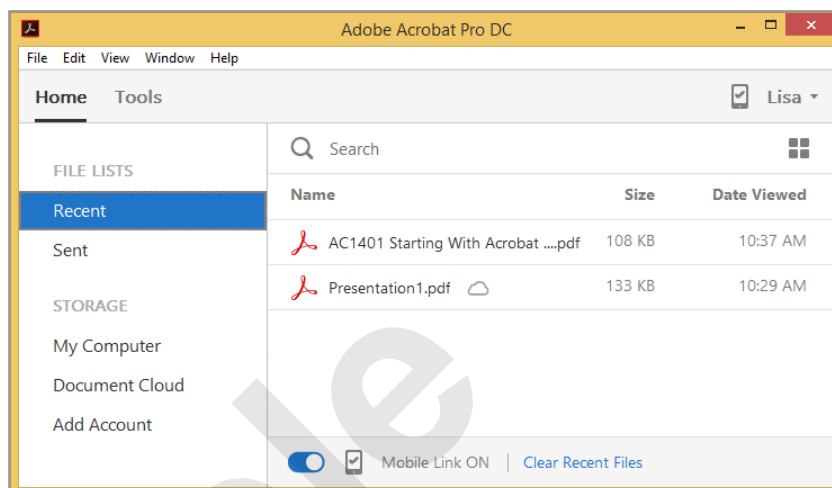 Adobe Acrobat Pro DC
File Edit View Window Help
Home Tools Lisa
Search
FILE LISTS
Recent
Sent
STORAGE
My Computer
Document Cloud
Add Account
Name Size Date Viewed
AC1401 Starting With Acrobat ....pdf 108 KB 10:37 AM
Presentation1.pdf 133 KB 10:29 AM
Mobile Link ON | Clear Recent Files